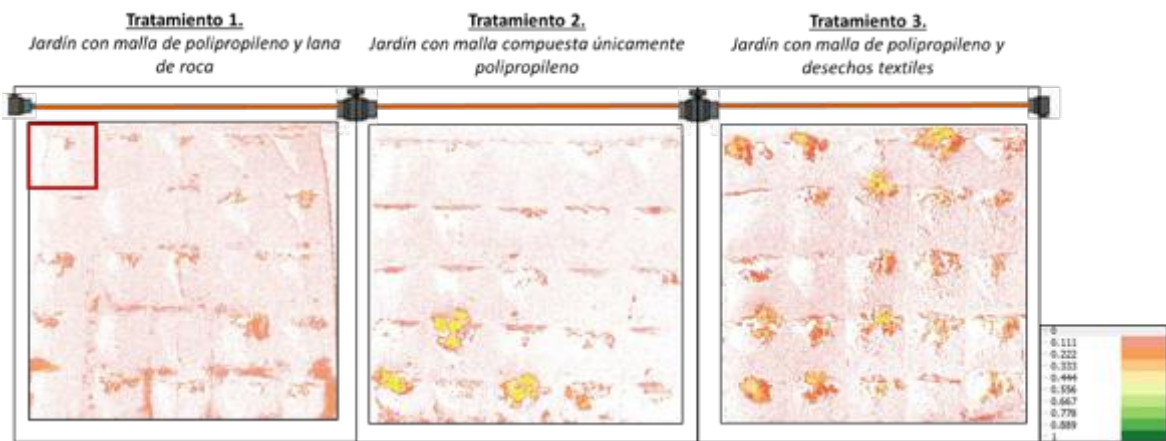 Tratamiento 1.
Jardín con malla de polipropileno y lana
de roca
Tratamiento 2.
Jardín con malla compuesta únicamente
polipropileno
Tratamiento 3.
Jardín con malla de polipropileno y
desechos textiles
0
0.111
0.222
0.333
0.444
0.556
0.667
0.778
0.889
1